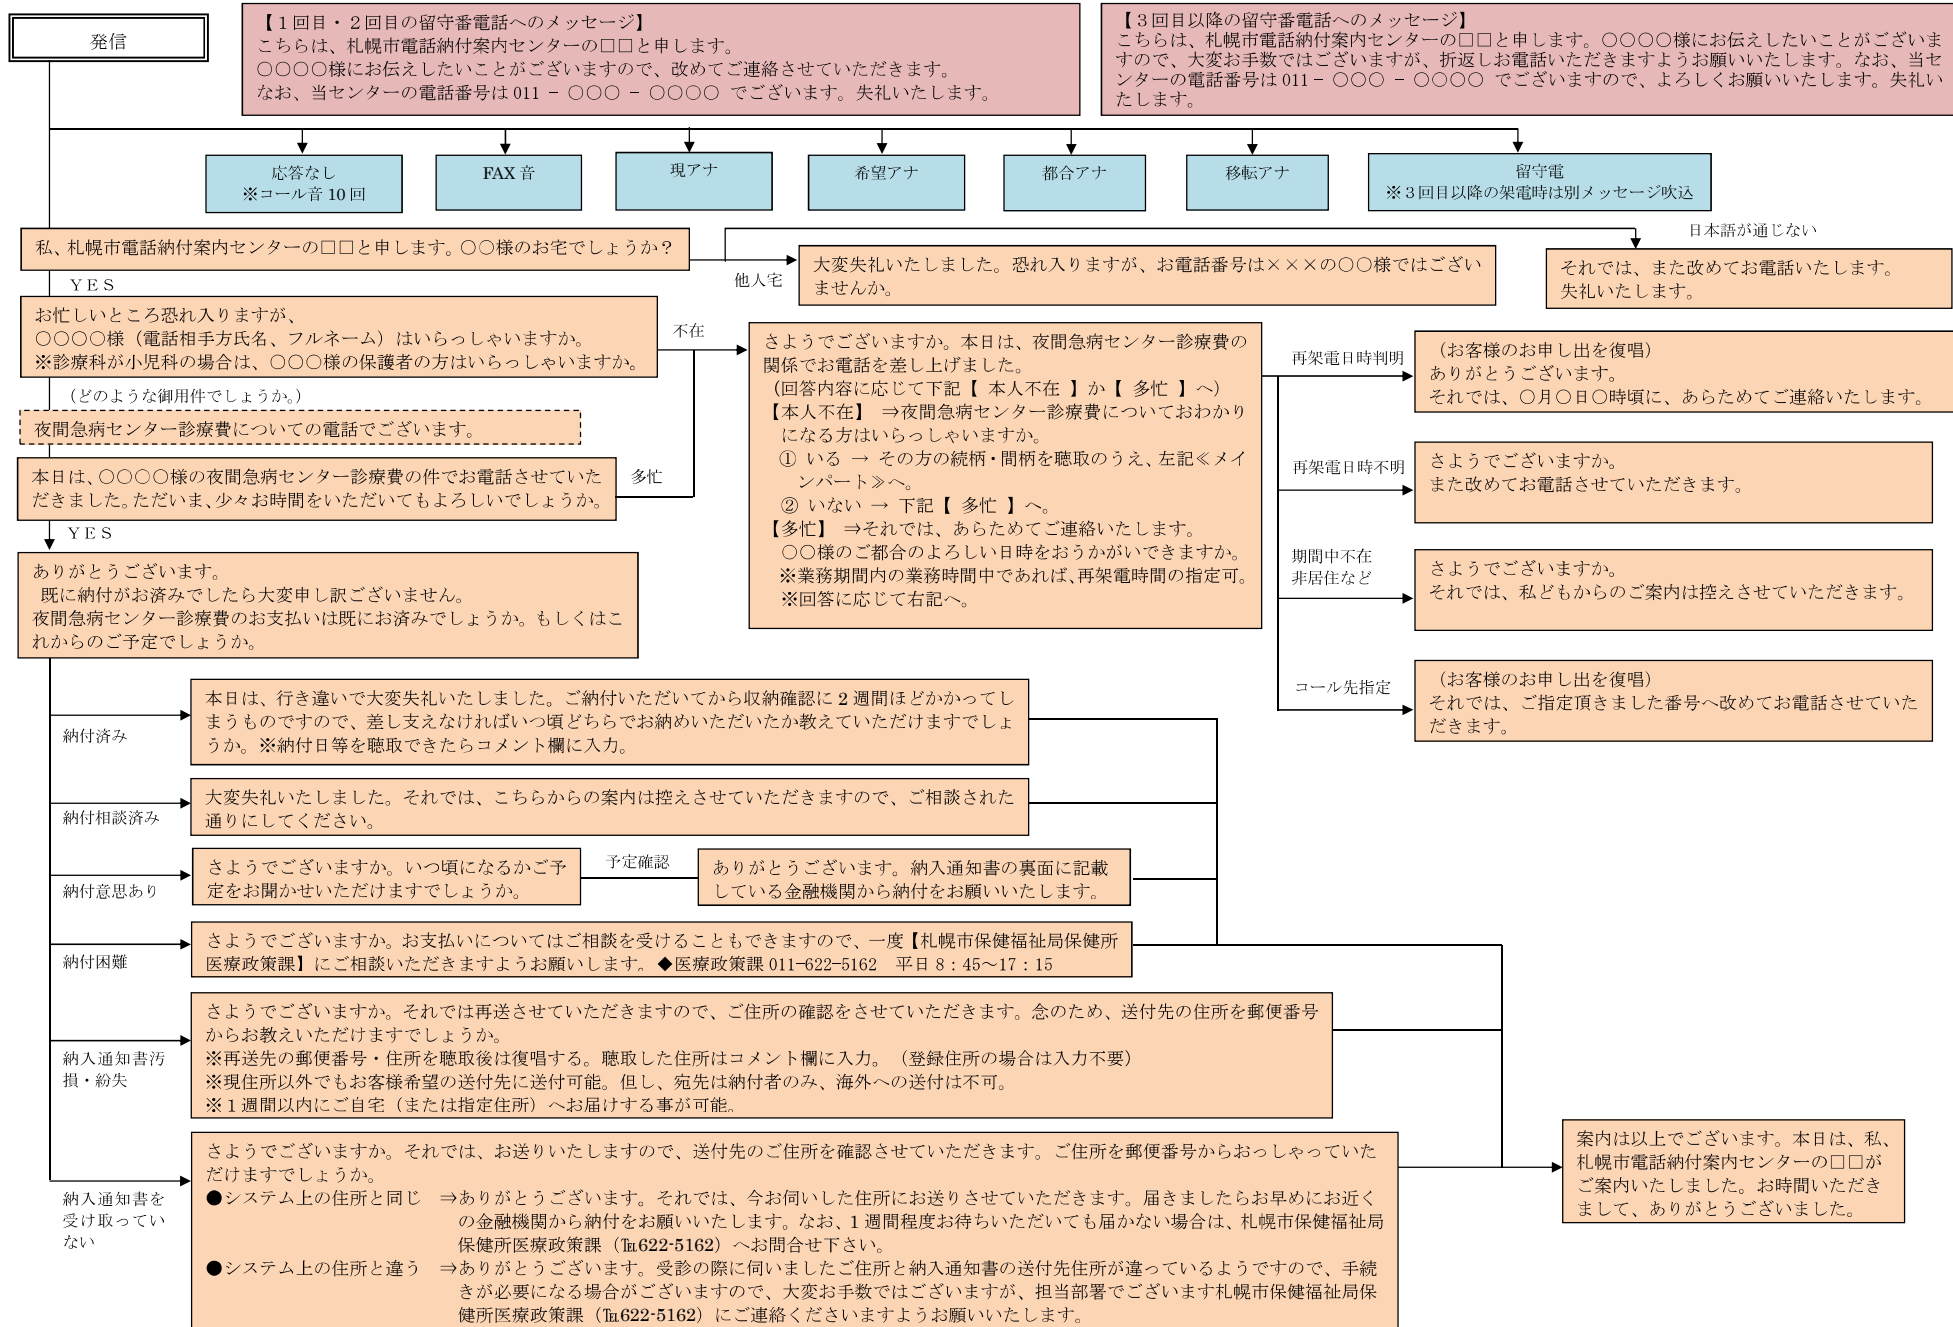 発信
【１回目・２回目の留守番電話へのメッセージ】
こちらは、札幌市電話納付案内センターの□□と申します。
○○○○様にお伝えしたいことがございますので、改めてご連絡させていただきます。
なお、当センターの電話番号は 011 － ○○○ － ○○○○ でございます。失礼いたします。
【３回目以降の留守番電話へのメッセージ】
こちらは、札幌市電話納付案内センターの□□と申します。○○○○様にお伝えしたいことがございま
すので、大変お手数ではございますが、折返しお電話いただきますようお願いいたします。なお、当セ
ンターの電話番号は 011－ ○○○ － ○○○○ でございますので、よろしくお願いいたします。失礼い
たします。
応答なし
※コール音 10 回
FAX 音
現アナ
希望アナ
都合アナ
移転アナ
留守電
※３回目以降の架電時は別メッセージ吹込
私、札幌市電話納付案内センターの□□と申します。○○様のお宅でしょうか？
他人宅
大変失礼いたしました。恐れ入りますが、お電話番号は×××の○○様ではござい
ませんか。
日本語が通じない
それでは、また改めてお電話いたします。
失礼いたします。
ＹＥＳ
お忙しいところ恐れ入りますが、
○○○○様（電話相手方氏名、フルネーム）はいらっしゃいますか。
※診療科が小児科の場合は、○○○様の保護者の方はいらっしゃいますか。
不在
（どのような御用件でしょうか。）
夜間急病センター診療費についての電話でございます。
本日は、○○○○様の夜間急病センター診療費の件でお電話させていた
だきました。ただいま、少々お時間をいただいてもよろしいでしょうか。
多忙
ＹＥＳ
さようでございますか。本日は、夜間急病センター診療費の
関係でお電話を差し上げました。
（回答内容に応じて下記【 本人不在 】か【 多忙 】へ）
【本人不在】 ⇒夜間急病センター診療費についておわかり
になる方はいらっしゃいますか。
① いる → その方の続柄・間柄を聴取のうえ、左記≪メイ
ンパート≫へ。
② いない → 下記【 多忙 】へ。
【多忙】 ⇒それでは、あらためてご連絡いたします。
○○様のご都合のよろしい日時をおうかがいできますか。
※業務期間内の業務時間中であれば、再架電時間の指定可。
※回答に応じて右記へ。
再架電日時判明
（お客様のお申し出を復唱）
ありがとうございます。
それでは、○月○日○時頃に、あらためてご連絡いたします。
再架電日時不明
さようでございますか。
また改めてお電話させていただきます。
期間中不在
非居住など
さようでございますか。
それでは、私どもからのご案内は控えさせていただきます。
コール先指定
（お客様のお申し出を復唱）
それでは、ご指定頂きました番号へ改めてお電話させていた
だきます。
ありがとうございます。
既に納付がお済みでしたら大変申し訳ございません。
夜間急病センター診療費のお支払いは既にお済みでしょうか。もしくはこ
れからのご予定でしょうか。
納付済み
本日は、行き違いで大変失礼いたしました。ご納付いただいてから収納確認に 2 週間ほどかかってし
まうものですので、差し支えなければいつ頃どちらでお納めいただいたか教えていただけますでしょ
うか。※納付日等を聴取できたらコメント欄に入力。
納付相談済み
大変失礼いたしました。それでは、こちらからの案内は控えさせていただきますので、ご相談された
通りにしてください。
納付意思あり
さようでございますか。いつ頃になるかご予
定をお聞かせいただけますでしょうか。
予定確認
ありがとうございます。納入通知書の裏面に記載
している金融機関から納付をお願いいたします。
納付困難
さようでございますか。お支払いについてはご相談を受けることもできますので、一度【札幌市保健福祉局保健所
医療政策課】にご相談いただきますようお願いします。◆医療政策課 011–622–5162　平日 8：45～17：15
納入通知書汚
損・紛失
さようでございますか。それでは再送させていただきますので、ご住所の確認をさせていただきます。念のため、送付先の住所を郵便番号
からお教えいただけますでしょうか。
※再送先の郵便番号・住所を聴取後は復唱する。聴取した住所はコメント欄に入力。（登録住所の場合は入力不要）
※現住所以外でもお客様希望の送付先に送付可能。但し、宛先は納付者のみ、海外への送付は不可。
※１週間以内にご自宅（または指定住所）へお届けする事が可能。
納入通知書を
受け取ってい
ない
さようでございますか。それでは、お送りいたしますので、送付先のご住所を確認させていただきます。ご住所を郵便番号からおっしゃっていた
だけますでしょうか。
●システム上の住所と同じ　⇒ありがとうございます。それでは、今お伺いした住所にお送りさせていただきます。届きましたらお早めにお近く
の金融機関から納付をお願いいたします。なお、1 週間程度お待ちいただいても届かない場合は、札幌市保健福祉局
保健所医療政策課（℡622-5162）へお問合せ下さい。
●システム上の住所と違う　⇒ありがとうございます。受診の際に伺いましたご住所と納入通知書の送付先住所が違っているようですので、手続
きが必要になる場合がございますので、大変お手数ではございますが、担当部署でございます札幌市保健福祉局保
健所医療政策課（℡622-5162）にご連絡くださいますようお願いいたします。
案内は以上でございます。本日は、私、
札幌市電話納付案内センターの□□が
ご案内いたしました。お時間いただき
まして、ありがとうございました。